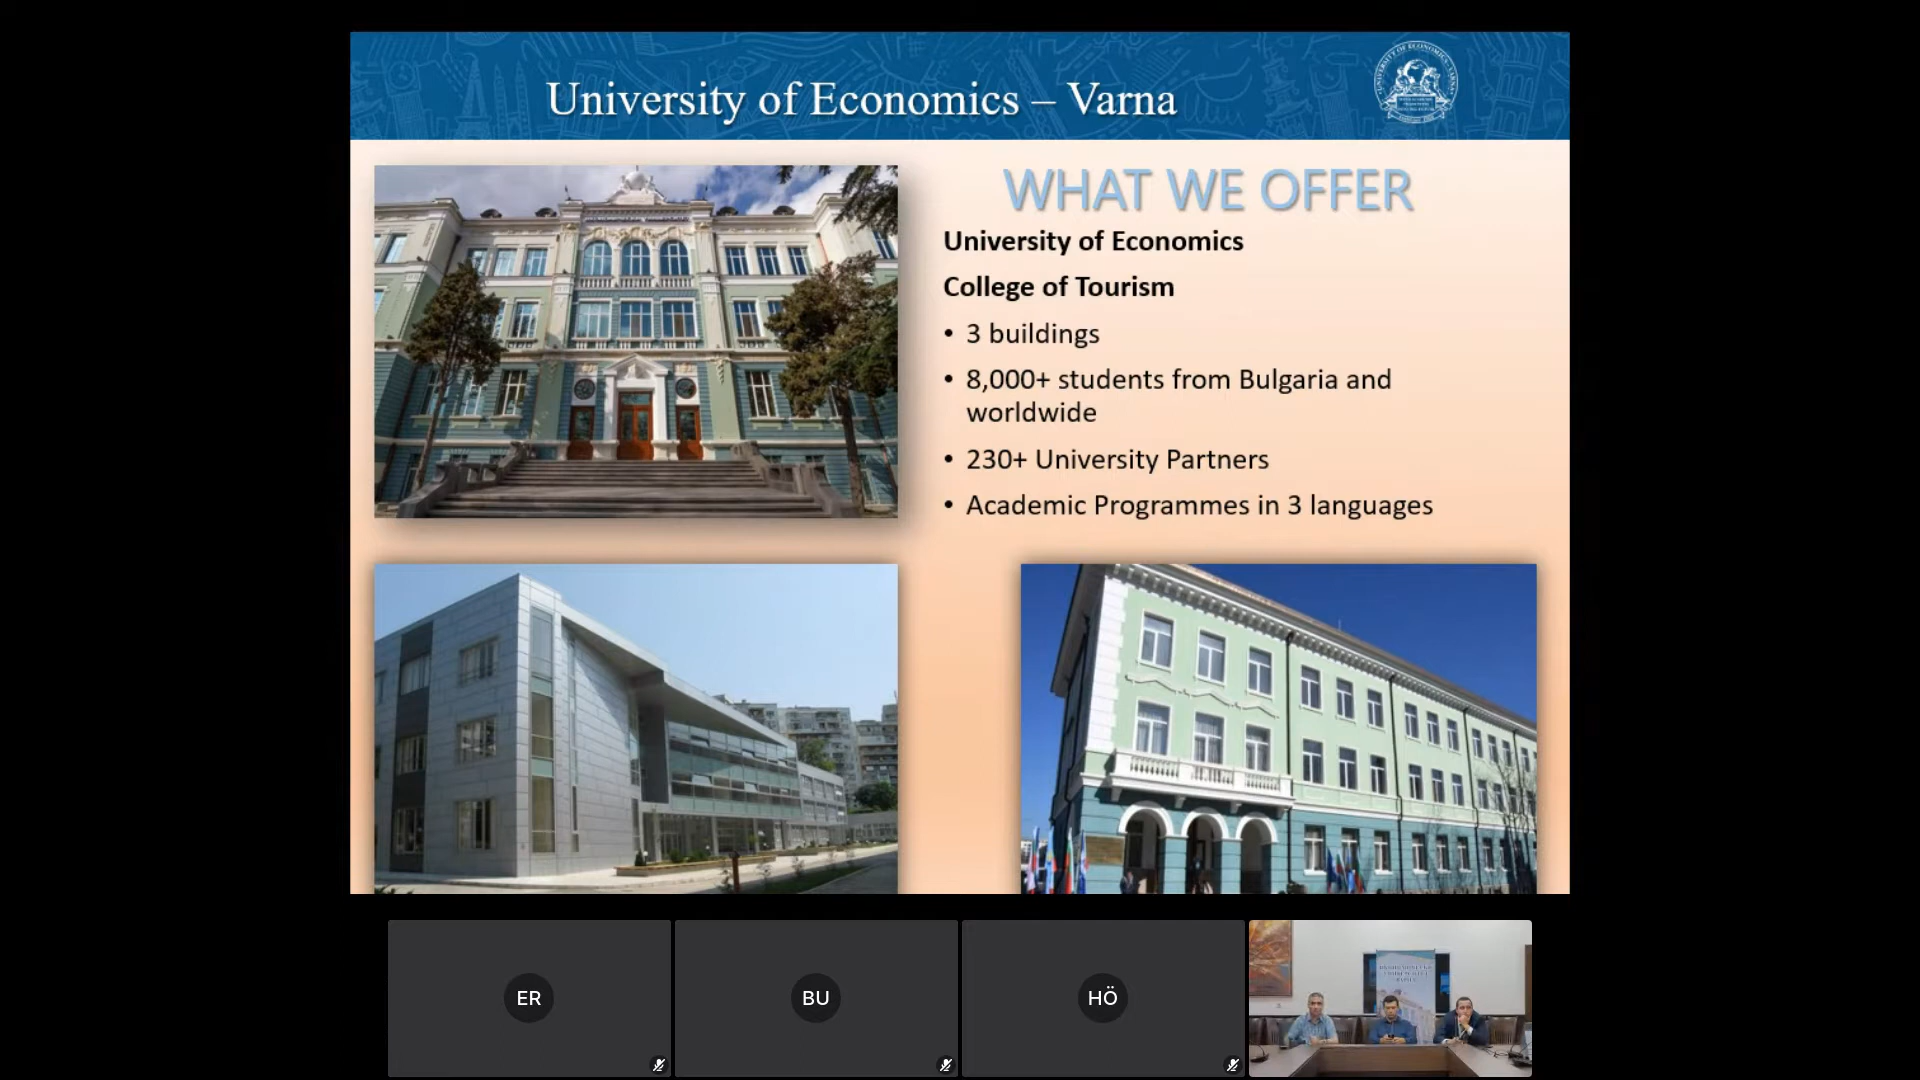 University of Economics – Varna
WHAT WE OFFER
University of Economics
College of Tourism
• 3 buildings
• 8,000+ students from Bulgaria and
worldwide
• 230+ University Partners
• Academic Programmes in 3 languages
ER
BU
HÖ